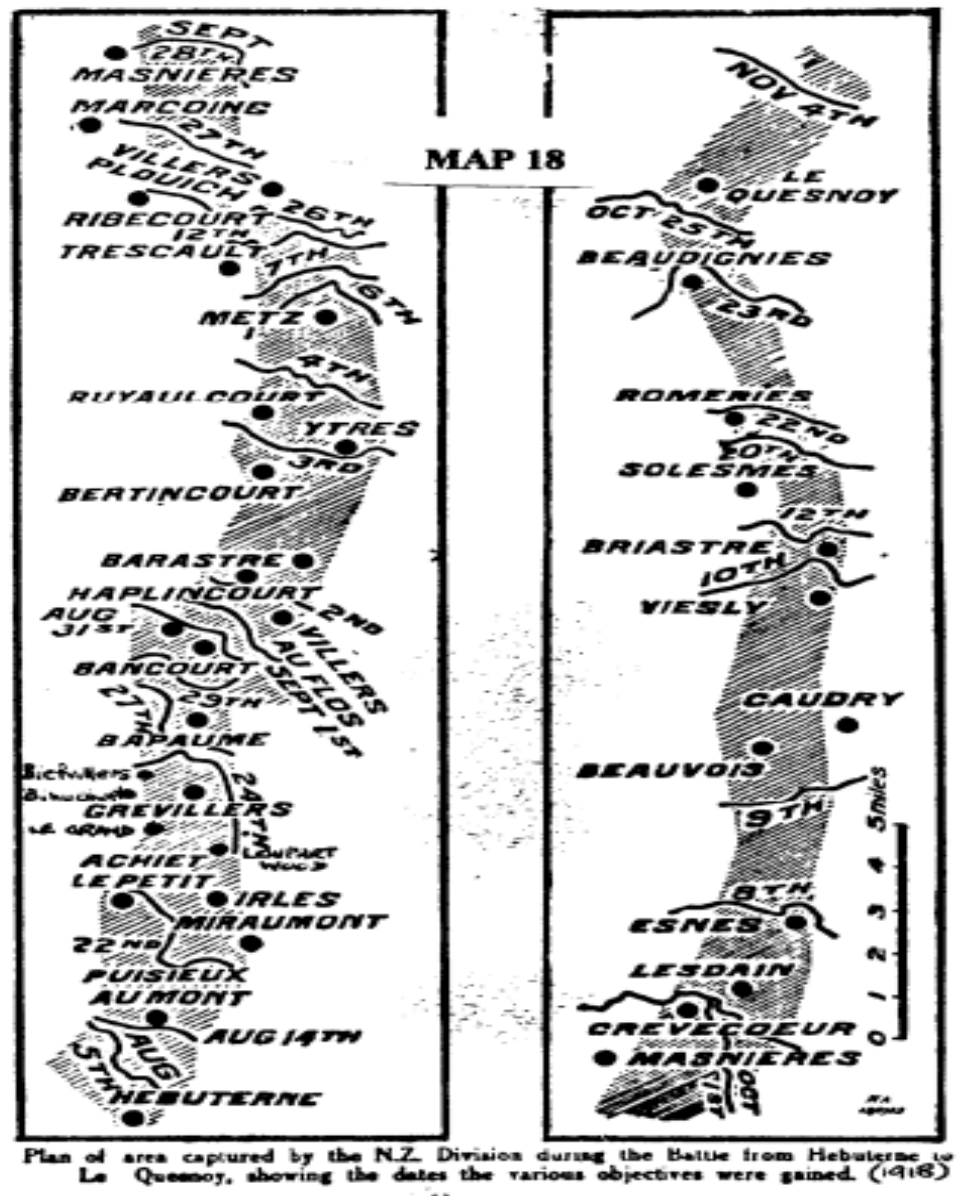 MAP 18
SEPT
28TH
MASNIERES
MARCOING
27TH
VILLERS
PLOUICH
26TH
RIBECOURT
12TH
TRESCAULT
7TH
6TH
METZ
4TH
RUYAULCOURT
YTRES
3RD
BERTINCOURT
BARASTRE
HAPLINCOURT
2ND
AUG
31ST
VILLERS
AU FLOS
SEPT 1ST
BANCOURT
29TH
27TH
BAPAUME
Biefvillers
GREVILLERS
24TH
LE GRAND
ACHIET
LOUPART
WOOD
LE PETIT
IRLES
MIRAUMONT
22ND
PUISIEUX
AU MONT
AUG 14TH
AUG
5TH
HEBUTERNE
NOV 4TH
LE
QUESNOY
OCT 25TH
BEAUDIGNIES
23RD
ROMERIES
22ND
20TH
SOLESMES
12TH
BRIASTRE
10TH
VIESLY
CAUDRY
BEAUVOIS
9TH
5 miles
4
3
2
1
0
8TH
ESNES
LESDAIN
CREVECOEUR
MASNIERES
OCT
1ST
Plan of area captured by the N.Z. Division during the Battle from Hebuterne to
Le Quesnoy, showing the dates the various objectives were gained. (1918)